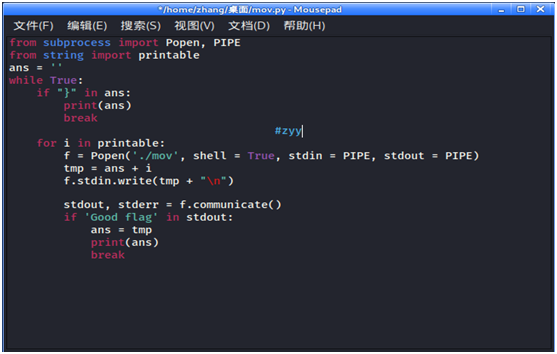 */home/zhang/桌面/mov.py - Mousepad
文件(F) 编辑(E) 搜索(S) 视图(V) 文档(D) 帮助(H)
from subprocess import Popen, PIPE
from string import printable
ans = ''
while True:
    if "}" in ans:
        print(ans)
        break
                                        #zyy
    for i in printable:
        f = Popen('./mov', shell = True, stdin = PIPE, stdout = PIPE)
        tmp = ans + i
        f.stdin.write(tmp + "\n")

        stdout, stderr = f.communicate()
        if 'Good flag' in stdout:
            ans = tmp
            print(ans)
            break